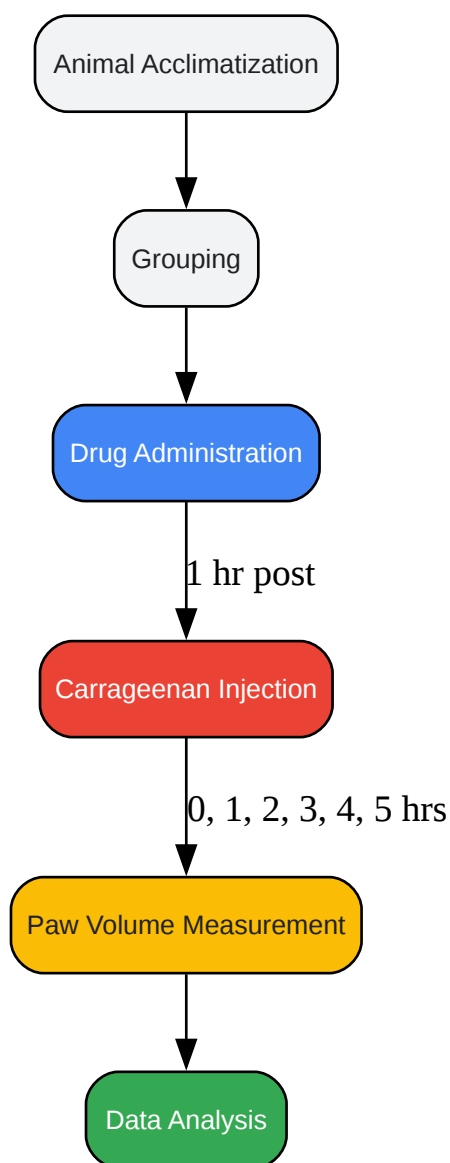 Animal Acclimatization
Grouping
Drug Administration
1 hr post
Carrageenan Injection
0, 1, 2, 3, 4, 5 hrs
Paw Volume Measurement
Data Analysis